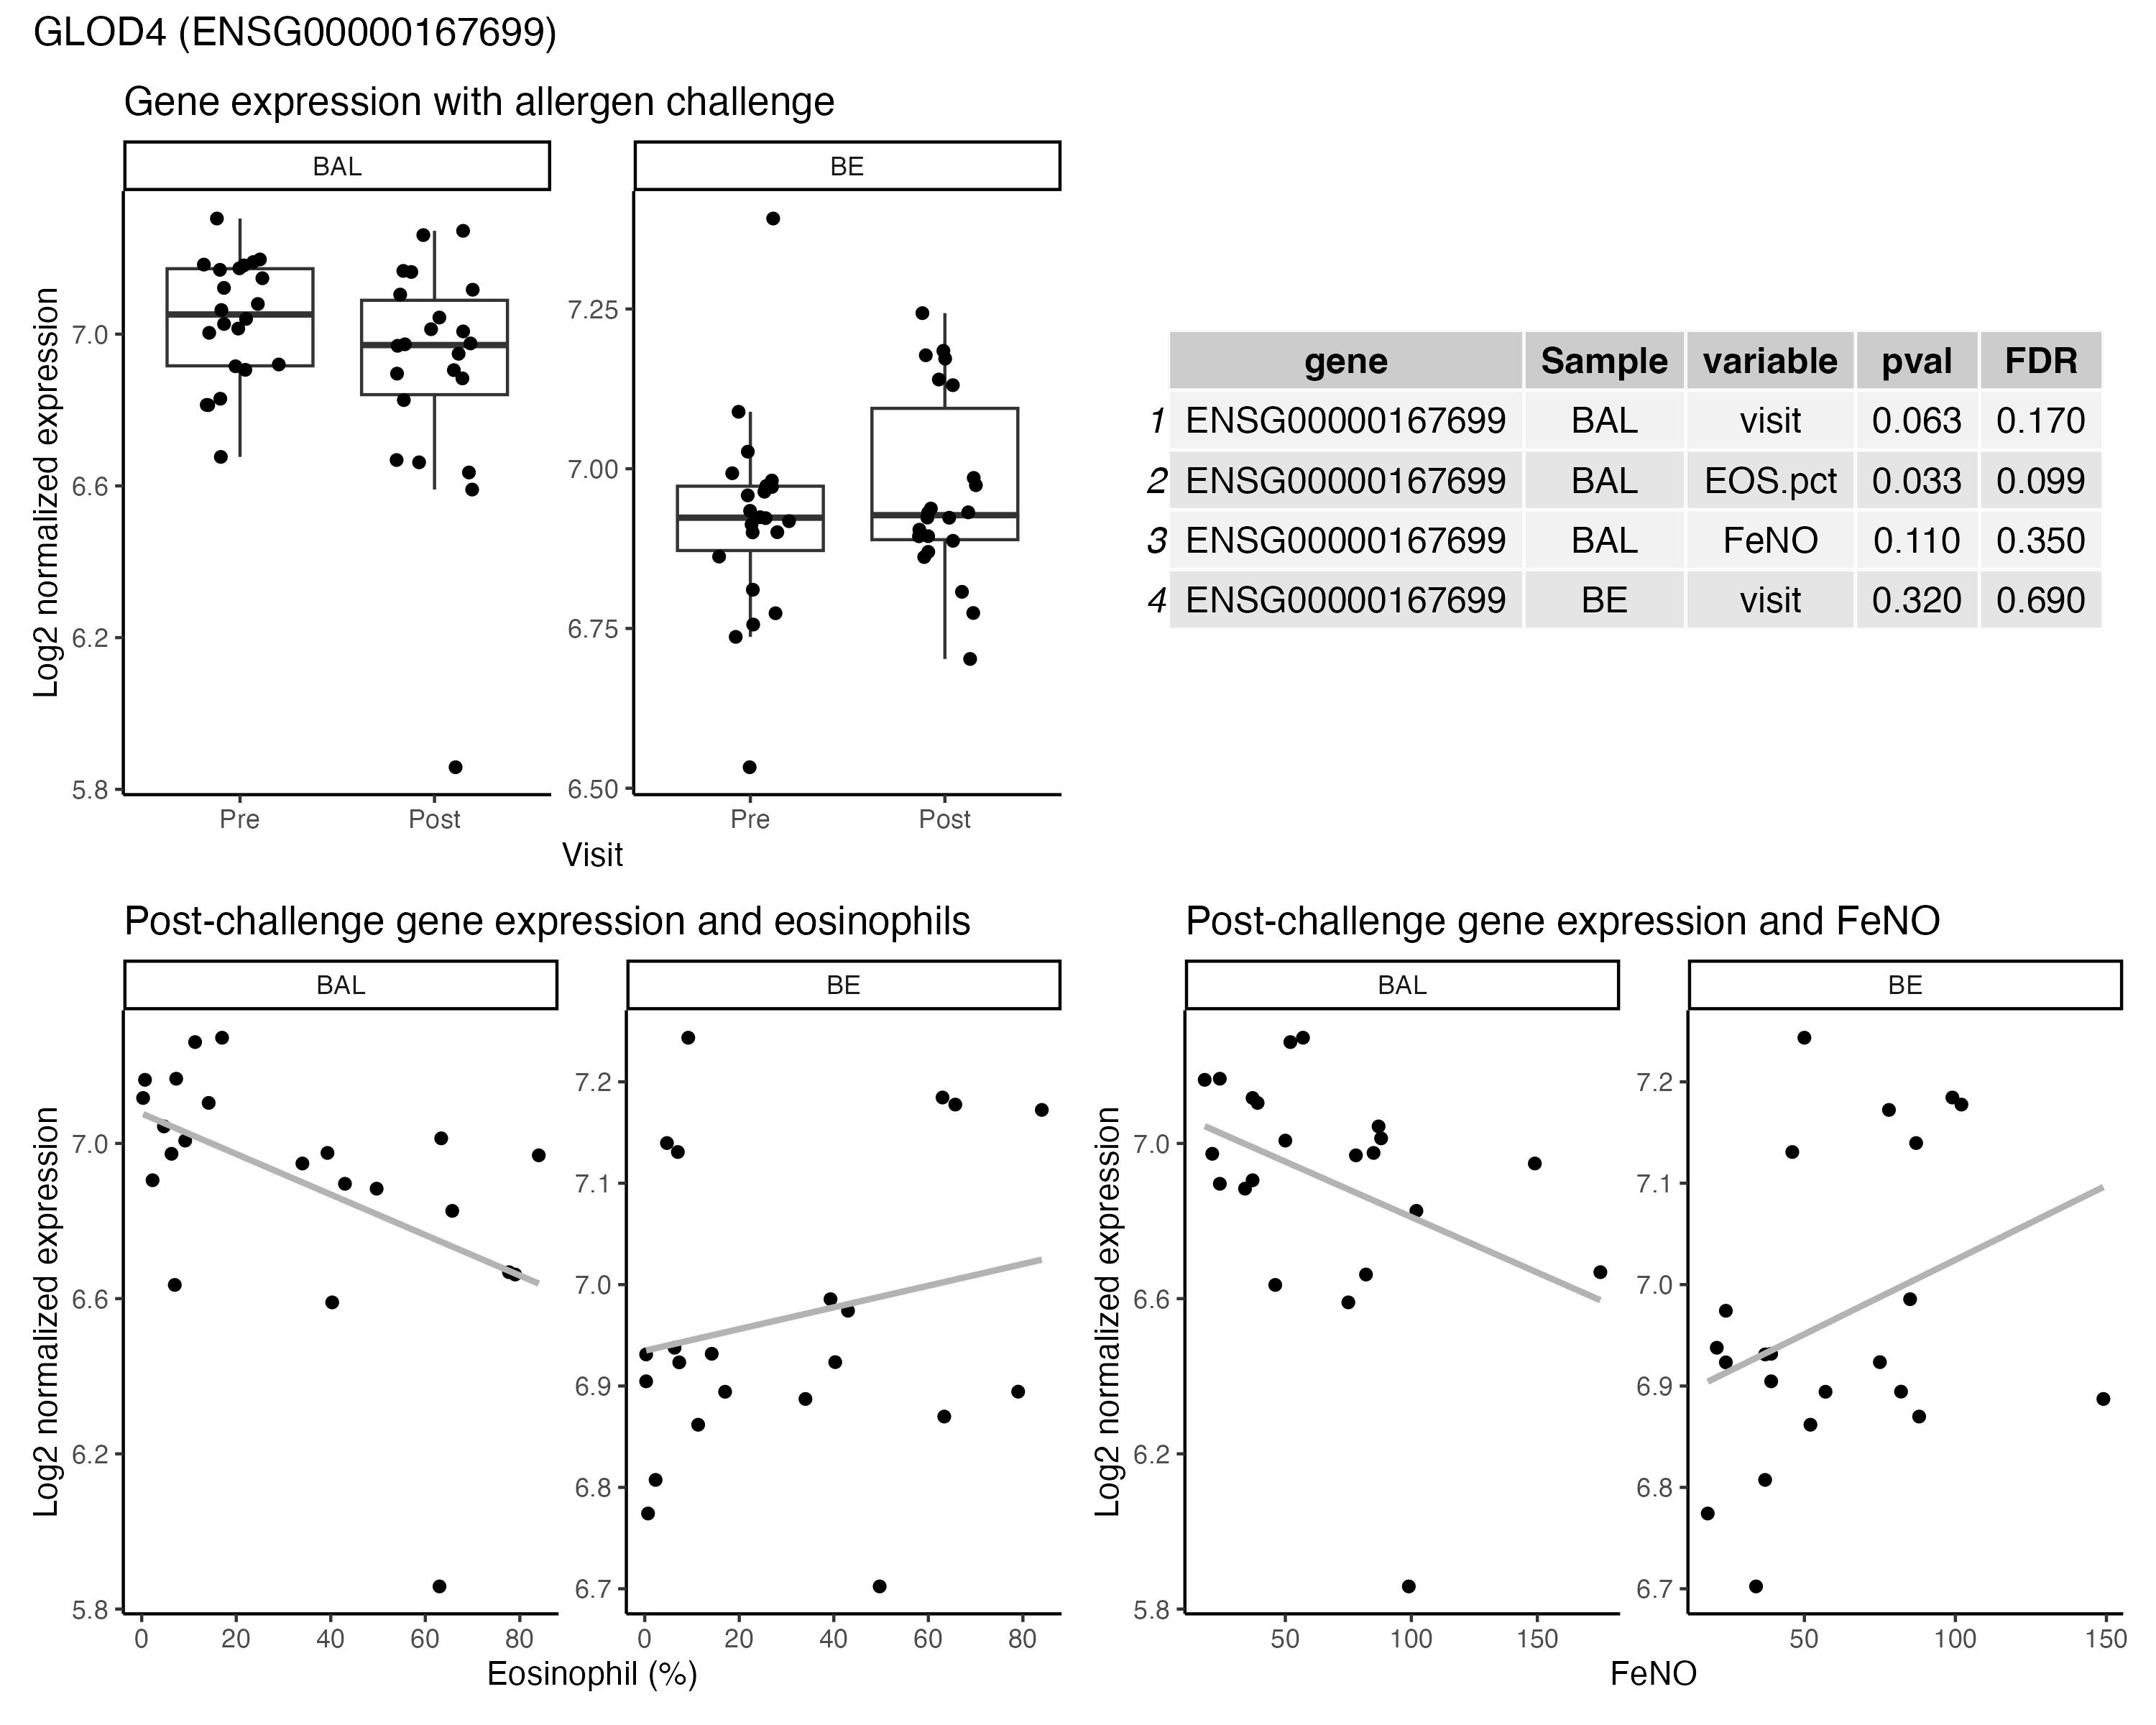 GLOD4 (ENSG00000167699)
Gene expression with allergen challenge
BAL
BE
Log2 normalized expression
7.0
6.6
6.2
5.8
7.25
7.00
6.75
6.50
Pre
Post
Pre
Post
Visit
gene Sample variable pval FDR
1 ENSG00000167699 BAL visit 0.063 0.170
2 ENSG00000167699 BAL EOS.pct 0.033 0.099
3 ENSG00000167699 BAL FeNO 0.110 0.350
4 ENSG00000167699 BE visit 0.320 0.690
Post-challenge gene expression and eosinophils
BAL
BE
Log2 normalized expression
7.0
6.6
6.2
5.8
7.2
7.1
7.0
6.9
6.8
6.7
0 20 40 60 80
0 20 40 60 80
Eosinophil (%)
Post-challenge gene expression and FeNO
BAL
BE
Log2 normalized expression
7.0
6.6
6.2
5.8
7.2
7.1
7.0
6.9
6.8
6.7
50 100 150
50 100 150
FeNO